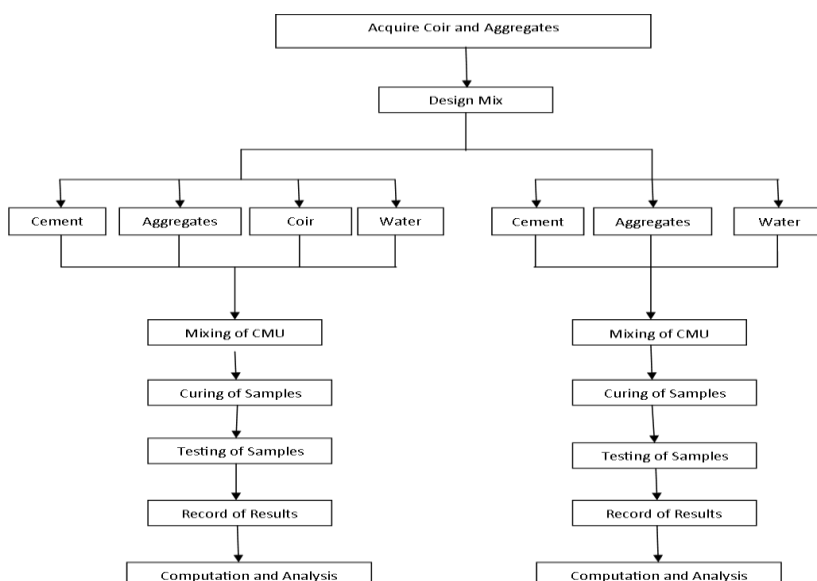 Acquire Coir and Aggregates
Design Mix
Cement
Aggregates
Coir
Water
Cement
Aggregates
Water
Mixing of CMU
Mixing of CMU
Curing of Samples
Curing of Samples
Testing of Samples
Testing of Samples
Record of Results
Record of Results
Computation and Analysis
Computation and Analysis